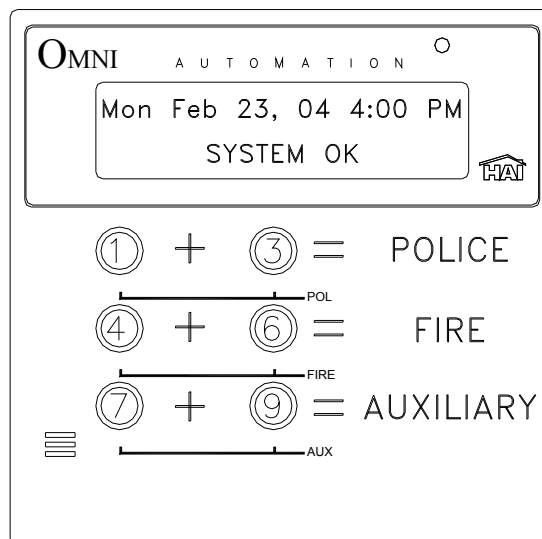 OMNI AUTOMATION
Mon Feb 23, 04 4:00 PM
SYSTEM OK
HAI
1 + 3 = POLICE
POL
4 + 6 = FIRE
FIRE
7 + 9 = AUXILIARY
AUX